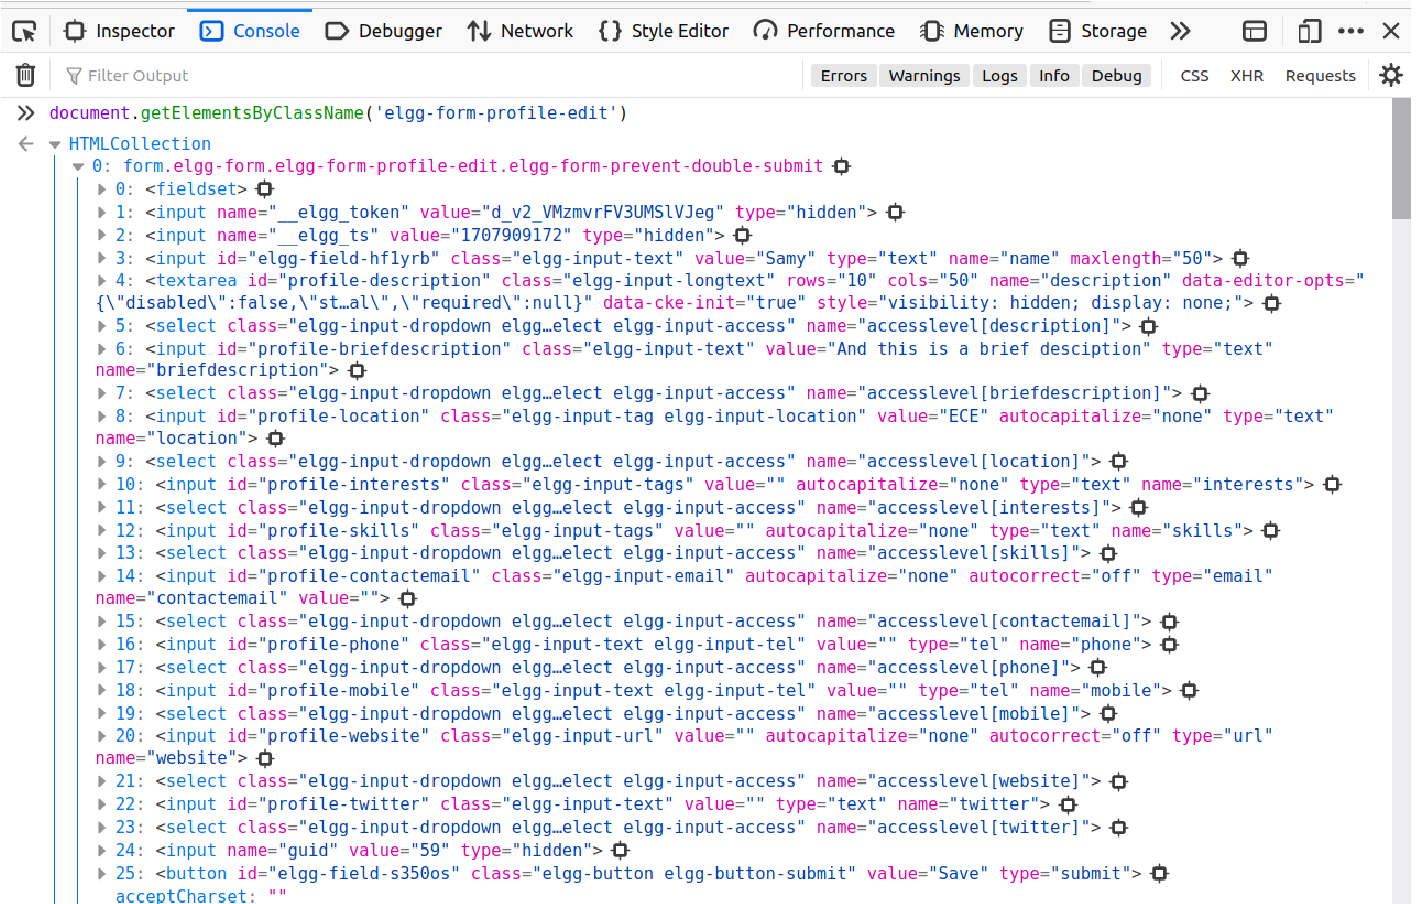 Inspector Console Debugger Network Style Editor Performance Memory Storage
Filter Output Errors Warnings Logs Info Debug CSS XHR Requests
document.getElementsByClassName('elgg-form-profile-edit')
HTMLCollection
0: form.elgg-form.elgg-form-profile-edit.elgg-form-prevent-double-submit
0: <fieldset>
1: <input name="__elgg_token" value="d_v2_VMzmvrFV3UMSlVJeg" type="hidden">
2: <input name="__elgg_ts" value="1707909172" type="hidden">
3: <input id="elgg-field-hf1yrb" class="elgg-input-text" value="Samy" type="text" name="name" maxlength="50">
4: <textarea id="profile-description" class="elgg-input-longtext" rows="10" cols="50" name="description" data-editor-opts="
{\"disabled\":false,\"st…al\",\"required\":null}" data-cke-init="true" style="visibility: hidden; display: none;">
5: <select class="elgg-input-dropdown elgg…elect elgg-input-access" name="accesslevel[description]">
6: <input id="profile-briefdescription" class="elgg-input-text" value="And this is a brief desciption" type="text"
name="briefdescription">
7: <select class="elgg-input-dropdown elgg…elect elgg-input-access" name="accesslevel[briefdescription]">
8: <input id="profile-location" class="elgg-input-tag elgg-input-location" value="ECE" autocapitalize="none" type="text"
name="location">
9: <select class="elgg-input-dropdown elgg…elect elgg-input-access" name="accesslevel[location]">
10: <input id="profile-interests" class="elgg-input-tags" value="" autocapitalize="none" type="text" name="interests">
11: <select class="elgg-input-dropdown elgg…elect elgg-input-access" name="accesslevel[interests]">
12: <input id="profile-skills" class="elgg-input-tags" value="" autocapitalize="none" type="text" name="skills">
13: <select class="elgg-input-dropdown elgg…elect elgg-input-access" name="accesslevel[skills]">
14: <input id="profile-contactemail" class="elgg-input-email" autocapitalize="none" autocorrect="off" type="email"
name="contactemail" value="">
15: <select class="elgg-input-dropdown elgg…elect elgg-input-access" name="accesslevel[contactemail]">
16: <input id="profile-phone" class="elgg-input-text elgg-input-tel" value="" type="tel" name="phone">
17: <select class="elgg-input-dropdown elgg…elect elgg-input-access" name="accesslevel[phone]">
18: <input id="profile-mobile" class="elgg-input-text elgg-input-tel" value="" type="tel" name="mobile">
19: <select class="elgg-input-dropdown elgg…elect elgg-input-access" name="accesslevel[mobile]">
20: <input id="profile-website" class="elgg-input-url" value="" autocapitalize="none" autocorrect="off" type="url"
name="website">
21: <select class="elgg-input-dropdown elgg…elect elgg-input-access" name="accesslevel[website]">
22: <input id="profile-twitter" class="elgg-input-text" value="" type="text" name="twitter">
23: <select class="elgg-input-dropdown elgg…elect elgg-input-access" name="accesslevel[twitter]">
24: <input name="guid" value="59" type="hidden">
25: <button id="elgg-field-s350os" class="elgg-button elgg-button-submit" value="Save" type="submit">
acceptCharset: ""